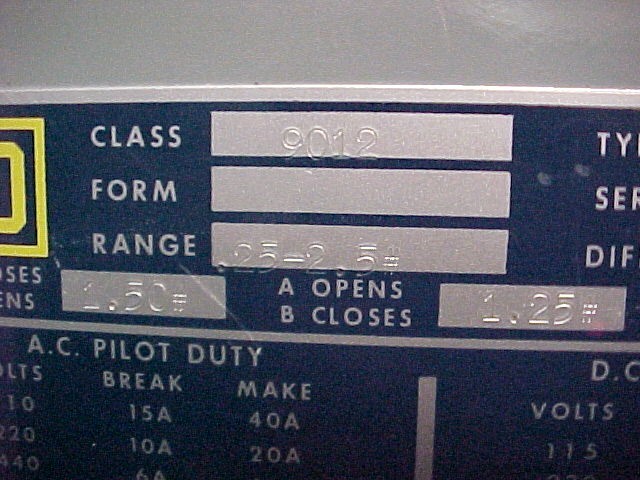 CLASS 9012 TY
FORM SER
RANGE .25-2.5# DIF
OSES 1.50# A OPENS 1.25#
ENS B CLOSES
A.C. PILOT DUTY D.C
OLTS BREAK MAKE VOLTS
10 15A 40A 115
220 10A 20A
440 6A